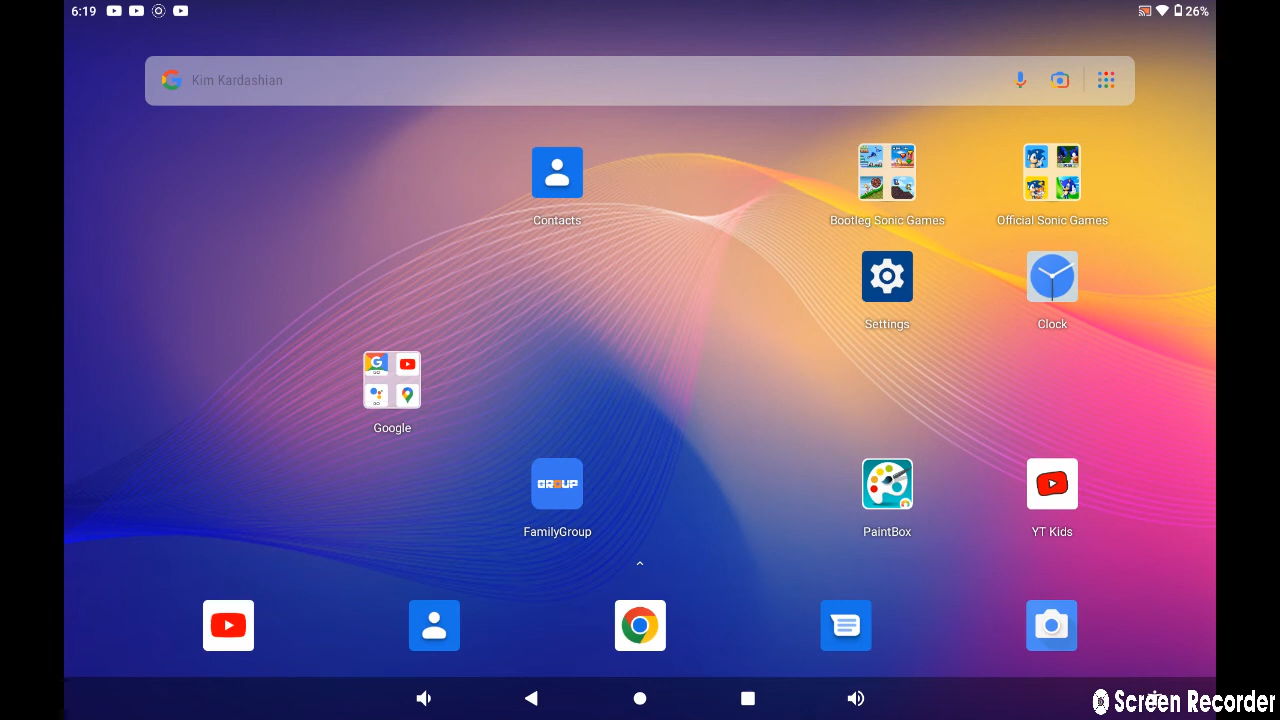 6:19
26%
Kim Kardashian
Contacts
Bootleg Sonic Games
Official Sonic Games
Settings
Clock
Google
GROUP
FamilyGroup
PaintBox
YT Kids
Screen Recorder